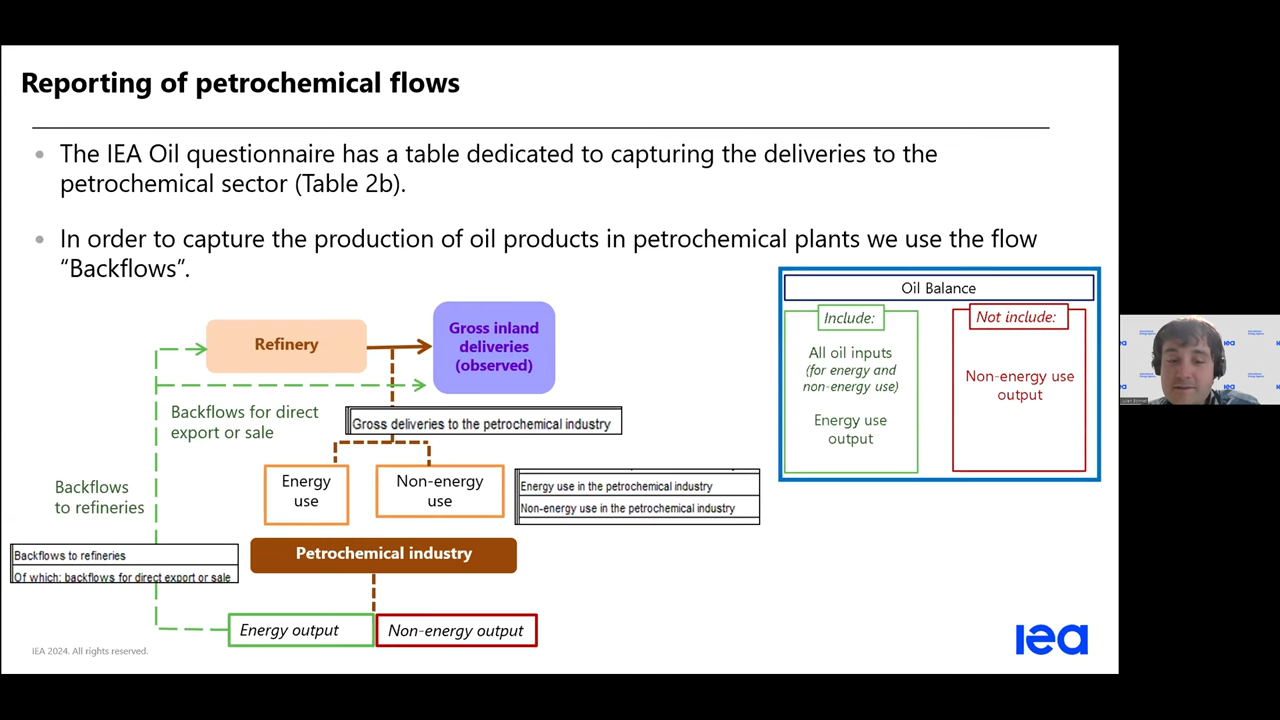 Reporting of petrochemical flows
The IEA Oil questionnaire has a table dedicated to capturing the deliveries to the
petrochemical sector (Table 2b).
In order to capture the production of oil products in petrochemical plants we use the flow
“Backflows”.
Refinery
Gross inland
deliveries
(observed)
Backflows for direct
export or sale
Gross deliveries to the petrochemical industry
Energy
use
Non-energy
use
Energy use in the petrochemical industry
Non-energy use in the petrochemical industry
Backflows
to refineries
Backflows to refineries
Of which: backflows for direct export or sale
Petrochemical industry
Energy output
Non-energy output
Oil Balance
Include:
All oil inputs
(for energy and
non-energy use)
Energy use
output
Not include:
Non-energy use
output
IEA 2024. All rights reserved.
iea